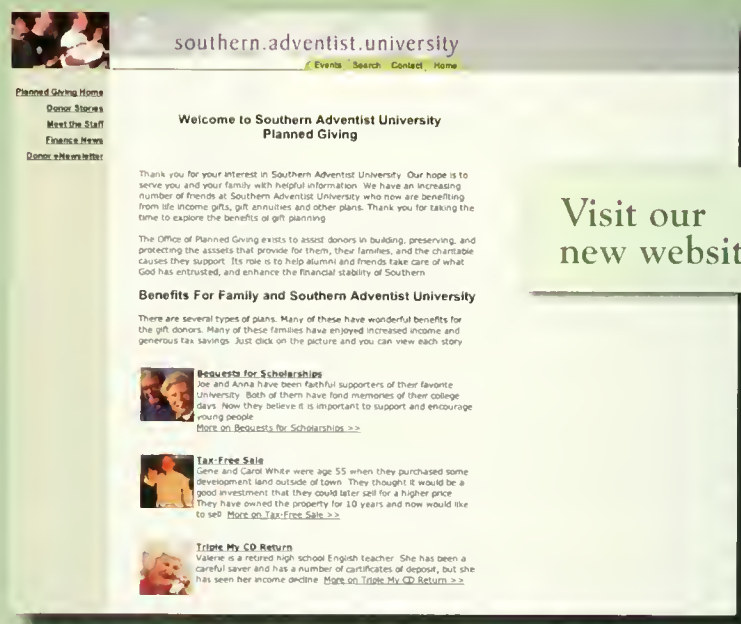 southern.adventist.university
Events Search Contact Home
Planned Giving Home
Donor Stories
Meet the Staff
Finance News
Donor eNewsletter
Welcome to Southern Adventist University
Planned Giving
Thank you for your interest in Southern Adventist University. Our hope is to
serve you and your family with helpful information. We have an increasing
number of friends at Southern Adventist University who now are benefiting
from life income gifts, gift annuities and other plans. Thank you for taking the
time to explore the benefits of gift planning
The Office of Planned Giving exists to assist donors in building, preserving, and
protecting the asssets that provide for them, their families, and the charitable
causes they support. Its role is to help alumni and friends take care of what
God has entrusted, and enhance the financial stability of Southern
Benefits For Family and Southern Adventist University
There are several types of plans. Many of these have wonderful benefits for
the gift donors. Many of these families have enjoyed increased income and
generous tax savings. Just click on the picture and you can view each story
Bequests for Scholarships
Joe and Anna have been faithful supporters of their favorite
University. Both of them have fond memories of their college
days. Now they believe it is important to support and encourage
young people
More on Bequests for Scholarships >>
Tax-Free Sale
Gene and Carol White were age 55 when they purchased some
development land outside of town. They thought it would be a
good investment that they could later sell for a higher price
They have owned the property for 10 years and now would like
to sell. More on Tax-Free Sale >>
Triple My CD Return
Valerie is a retired high school English teacher. She has been a
careful saver and has a number of certificates of deposit, but she
has seen her income decline. More on Triple My CD Return >>
Visit our
new websit